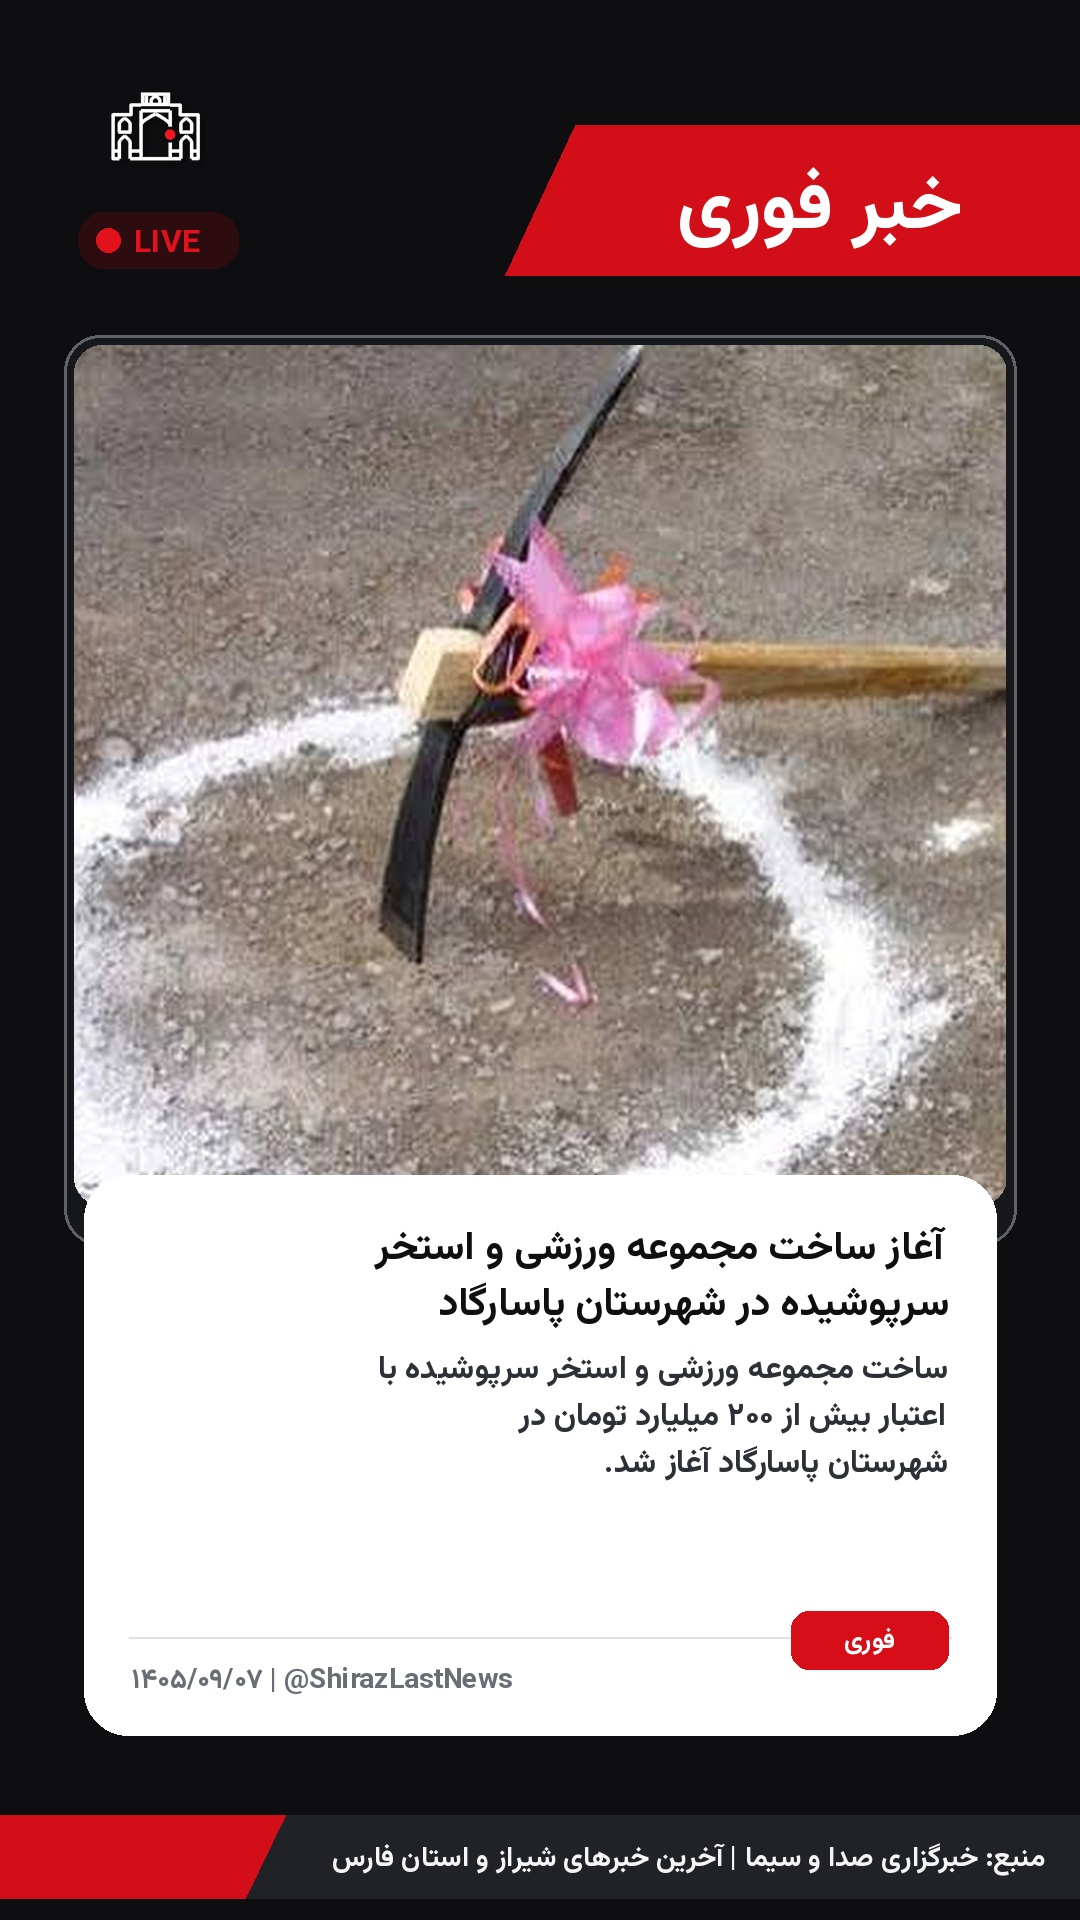 خبر فوری
LIVE
آغاز ساخت مجموعه ورزشی و استخر
سرپوشیده در شهرستان پاسارگاد
ساخت مجموعه ورزشی و استخر سرپوشیده با
اعتبار بیش از ۲۰۰ میلیارد تومان در
شهرستان پاسارگاد آغاز شد.
فوری
۱۴۰۵/۰۹/۰۷ | @ShirazLastNews
منبع: خبرگزاری صدا و سیما | آخرین خبرهای شیراز و استان فارس